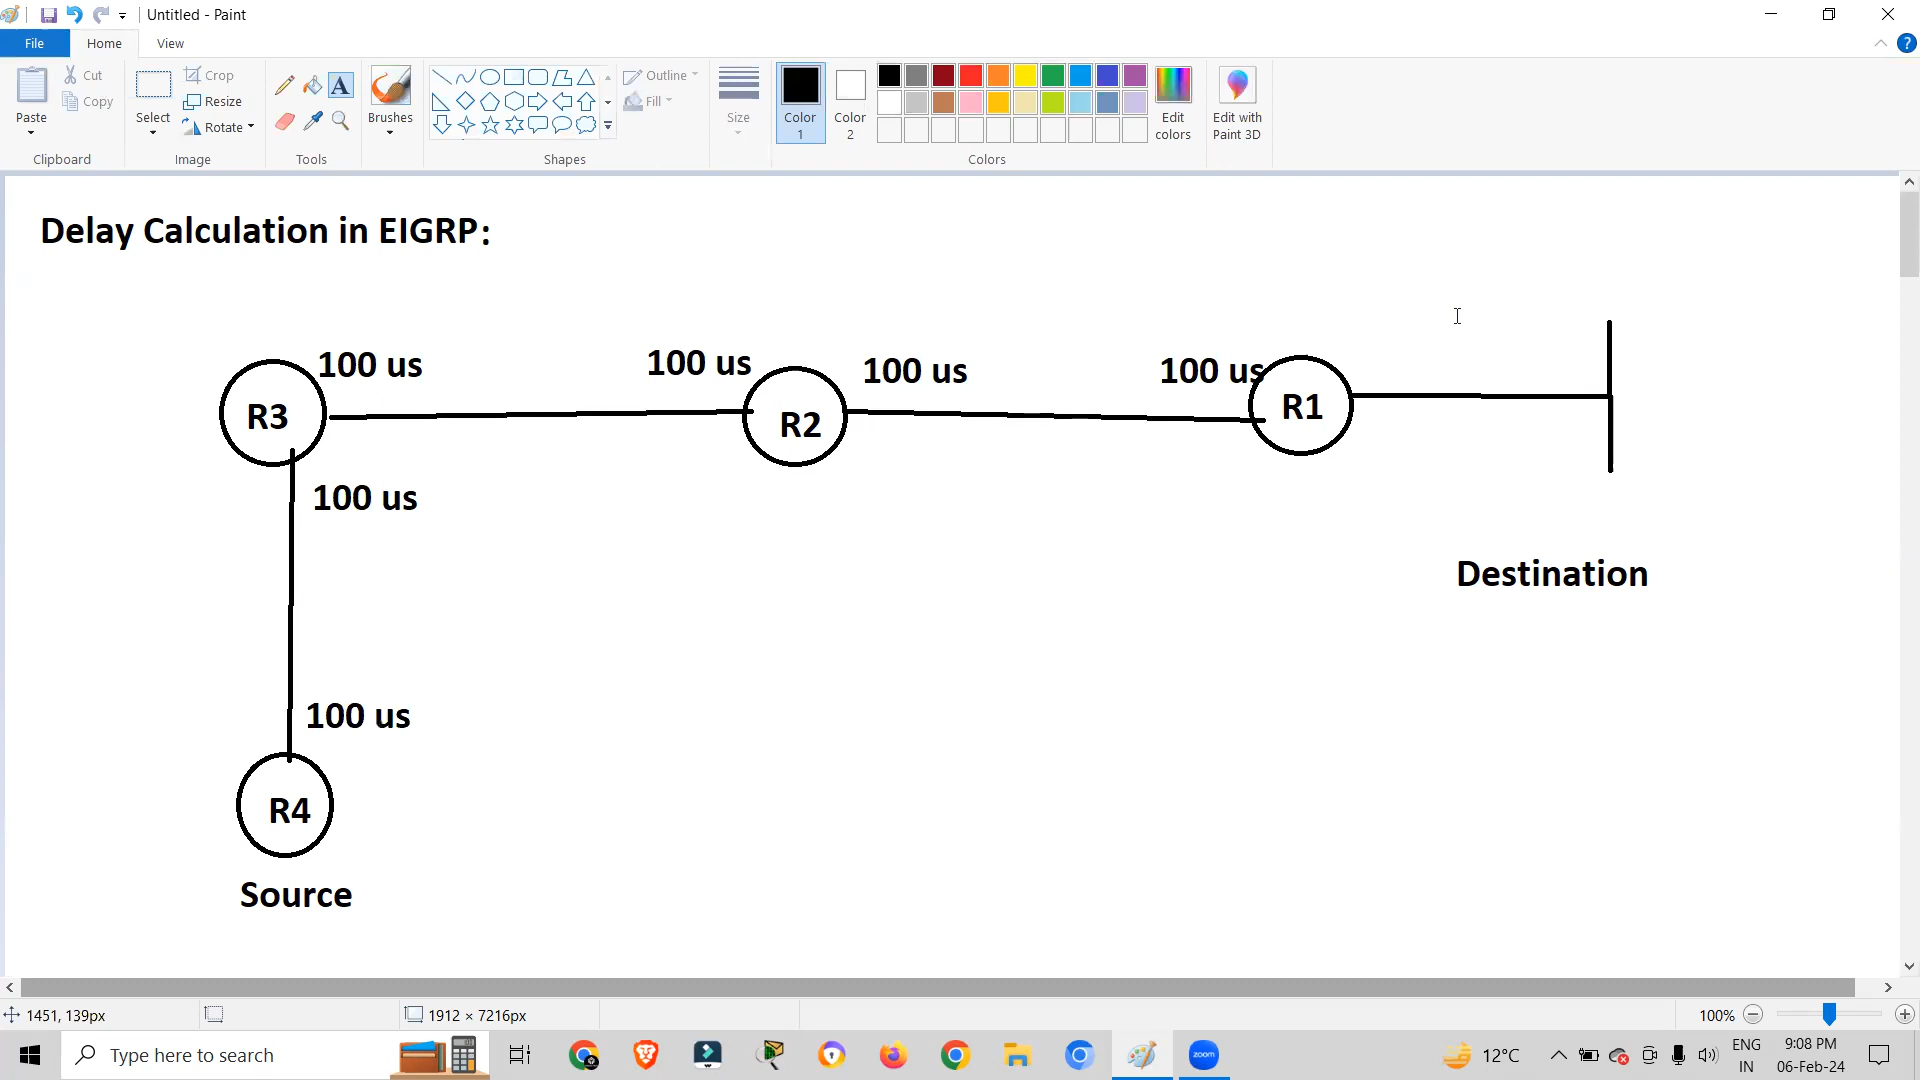 Untitled - Paint
File
Home
View
Paste
Cut
Copy
Clipboard
Select
Crop
Resize
Rotate
Image
A
Tools
Brushes
Shapes
Outline
Fill
Size
Color 1
Color 2
Edit colors
Colors
Edit with Paint 3D
Delay Calculation in EIGRP:
100 us
100 us
100 us
100 us
R3
R2
R1
100 us
Destination
100 us
R4
Source
1451, 139px
1912 × 7216px
100%
Type here to search
zoom
12°C
ENG
IN
9:08 PM
06-Feb-24